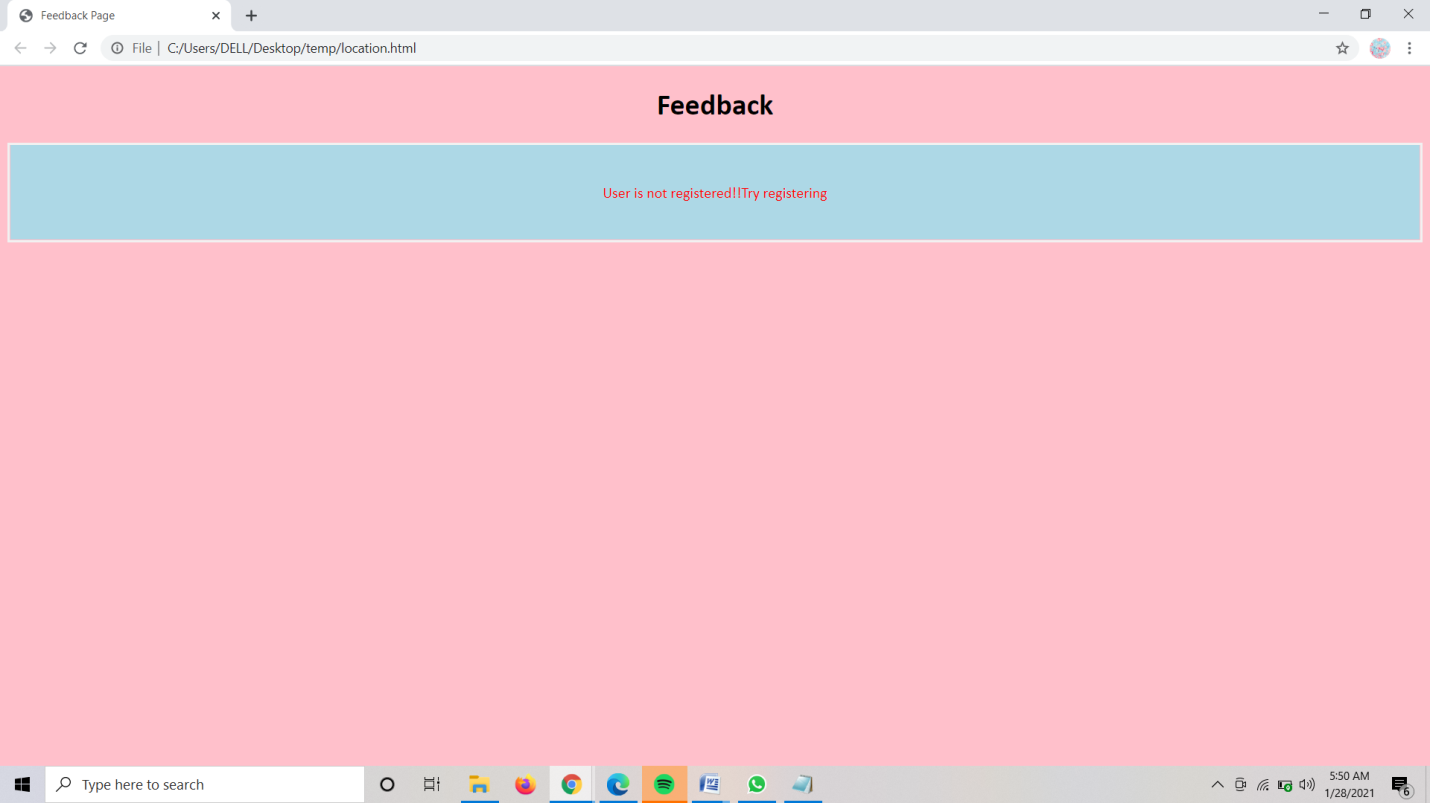 Feedback Page
File | C:/Users/DELL/Desktop/temp/location.html
Feedback
User is not registered!!Try registering
Type here to search
5:50 AM
1/28/2021
6